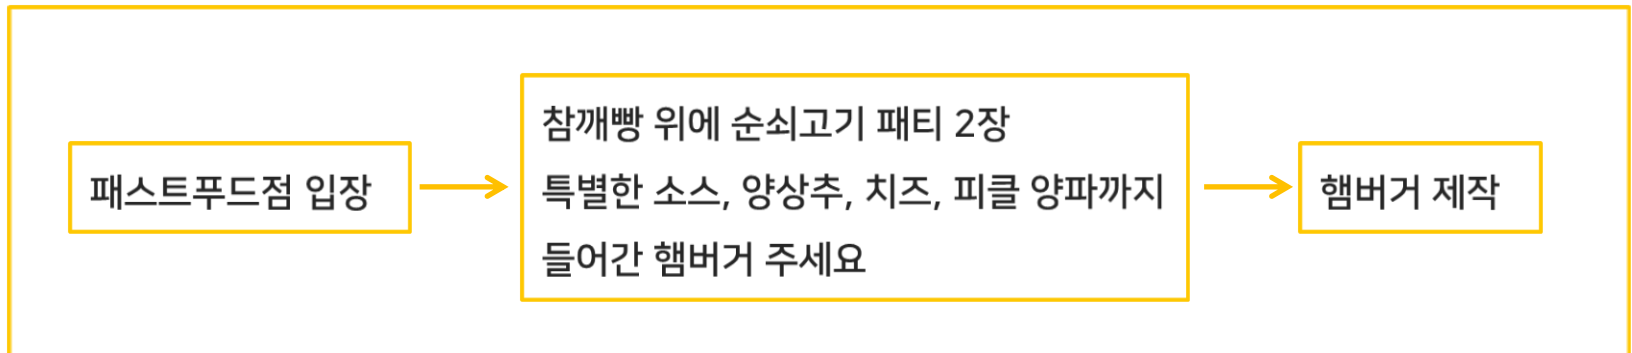 패스트푸드점 입장
참깨빵 위에 순쇠고기 패티 2장
특별한 소스, 양상추, 치즈, 피클 양파까지
들어간 햄버거 주세요
햄버거 제작